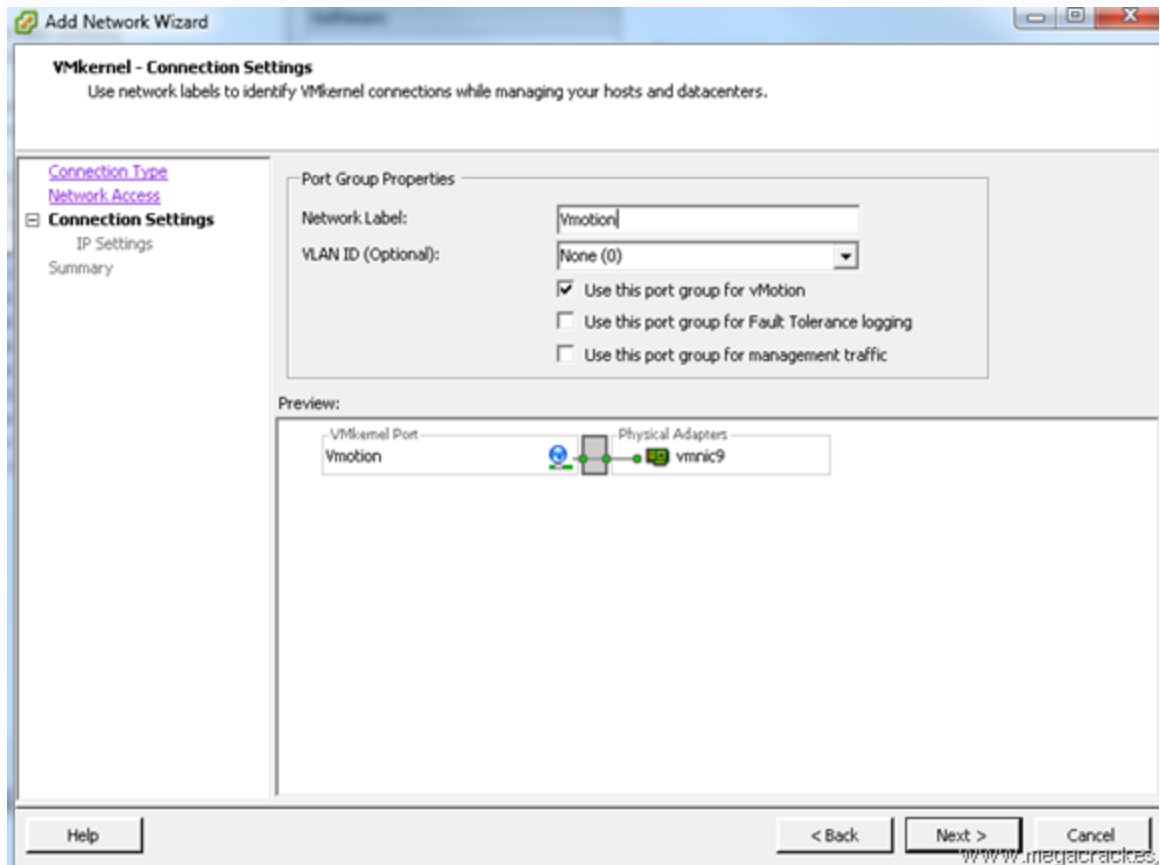 Add Network Wizard
VMkernel - Connection Settings
Use network labels to identify VMkernel connections while managing your hosts and datacenters.
Connection Type
Network Access
Connection Settings
IP Settings
Summary
Port Group Properties
Network Label:
Vmotion
VLAN ID (Optional):
None (0)
Use this port group for vMotion
Use this port group for Fault Tolerance logging
Use this port group for management traffic
Preview:
VMkernel Port
Vmotion
Physical Adapters
vmnic9
Help
< Back
Next >
Cancel
www.megacrack.es